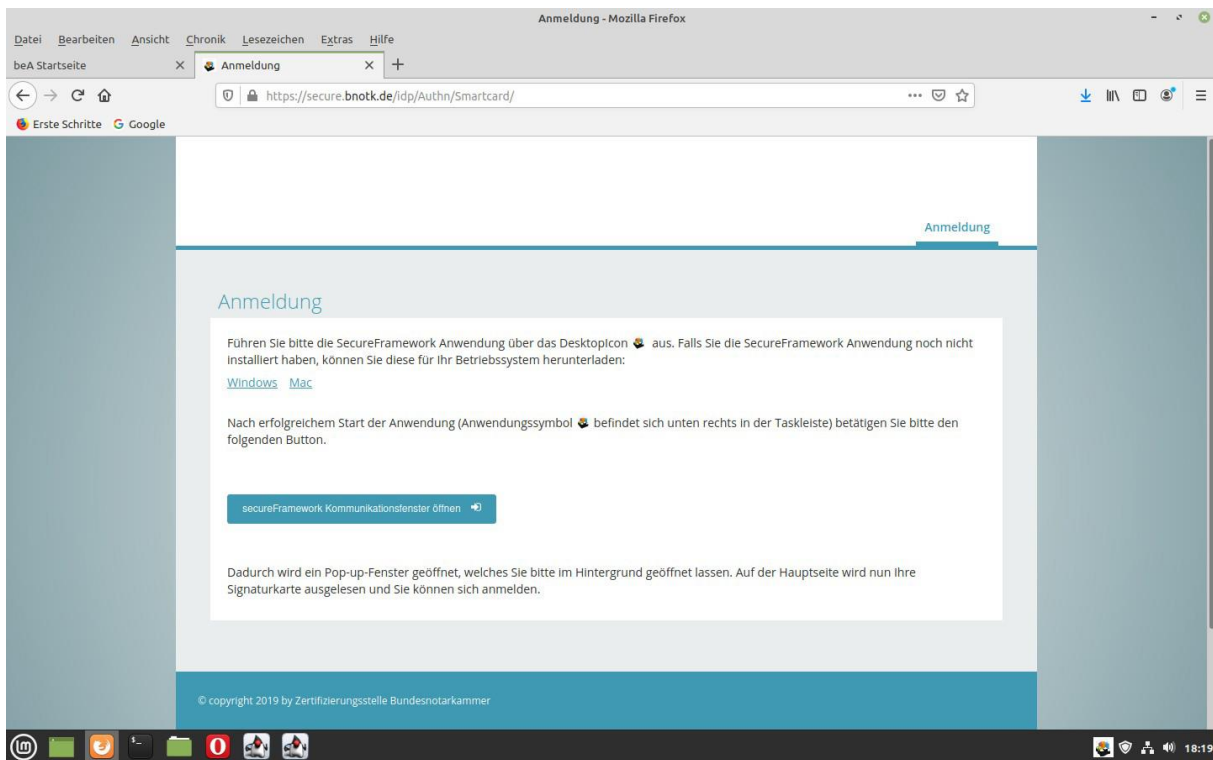 Anmeldung - Mozilla Firefox
Datei Bearbeiten Ansicht Chronik Lesezeichen Extras Hilfe
beA Startseite Anmeldung
https://secure.bnotk.de/idp/Authn/Smartcard/
Erste Schritte Google
Anmeldung
Anmeldung
Führen Sie bitte die SecureFramework Anwendung über das DesktopIcon aus. Falls Sie die SecureFramework Anwendung noch nicht
installiert haben, können Sie diese für Ihr Betriebssystem herunterladen:
Windows Mac
Nach erfolgreichem Start der Anwendung (Anwendungssymbol befindet sich unten rechts in der Taskleiste) betätigen Sie bitte den
folgenden Button.
secureFramework Kommunikationsfenster öffnen
Dadurch wird ein Pop-up-Fenster geöffnet, welches Sie bitte im Hintergrund geöffnet lassen. Auf der Hauptseite wird nun Ihre
Signaturkarte ausgelesen und Sie können sich anmelden.
© copyright 2019 by Zertifizierungsstelle Bundesnotarkammer
18:19